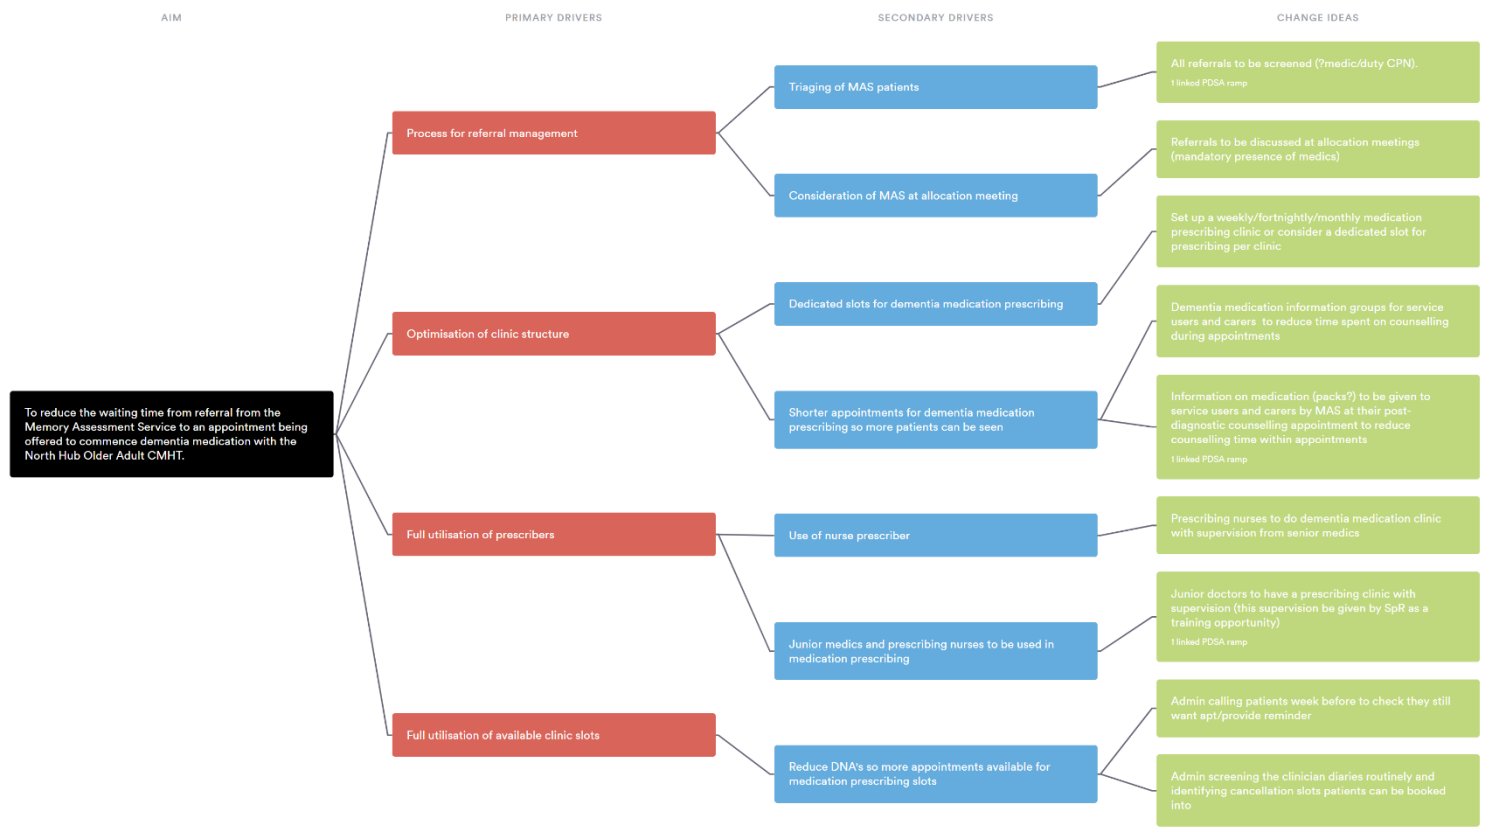 AIM
PRIMARY DRIVERS
SECONDARY DRIVERS
CHANGE IDEAS
To reduce the waiting time from referral from the
Memory Assessment Service to an appointment being
offered to commence dementia medication with the
North Hub Older Adult CMHT.
Process for referral management
Optimisation of clinic structure
Full utilisation of prescribers
Full utilisation of available clinic slots
Triaging of MAS patients
Consideration of MAS at allocation meeting
Dedicated slots for dementia medication prescribing
Shorter appointments for dementia medication
prescribing so more patients can be seen
Use of nurse prescriber
Junior medics and prescribing nurses to be used in
medication prescribing
Reduce DNA's so more appointments available for
medication prescribing slots
All referrals to be screened (?medic/duty CPN).
1 linked PDSA ramp
Referrals to be discussed at allocation meetings
(mandatory presence of medics)
Set up a weekly/fortnightly/monthly medication
prescribing clinic or consider a dedicated slot for
prescribing per clinic
Dementia medication information groups for service
users and carers to reduce time spent on counselling
during appointments
Information on medication (packs?) to be given to
service users and carers by MAS at their post-
diagnostic counselling appointment to reduce
counselling time within appointments
1 linked PDSA ramp
Prescribing nurses to do dementia medication clinic
with supervision from senior medics
Junior doctors to have a prescribing clinic with
supervision (this supervision be given by SpR as a
training opportunity)
1 linked PDSA ramp
Admin calling patients week before to check they still
want apt/provide reminder
Admin screening the clinician diaries routinely and
identifying cancellation slots patients can be booked
into